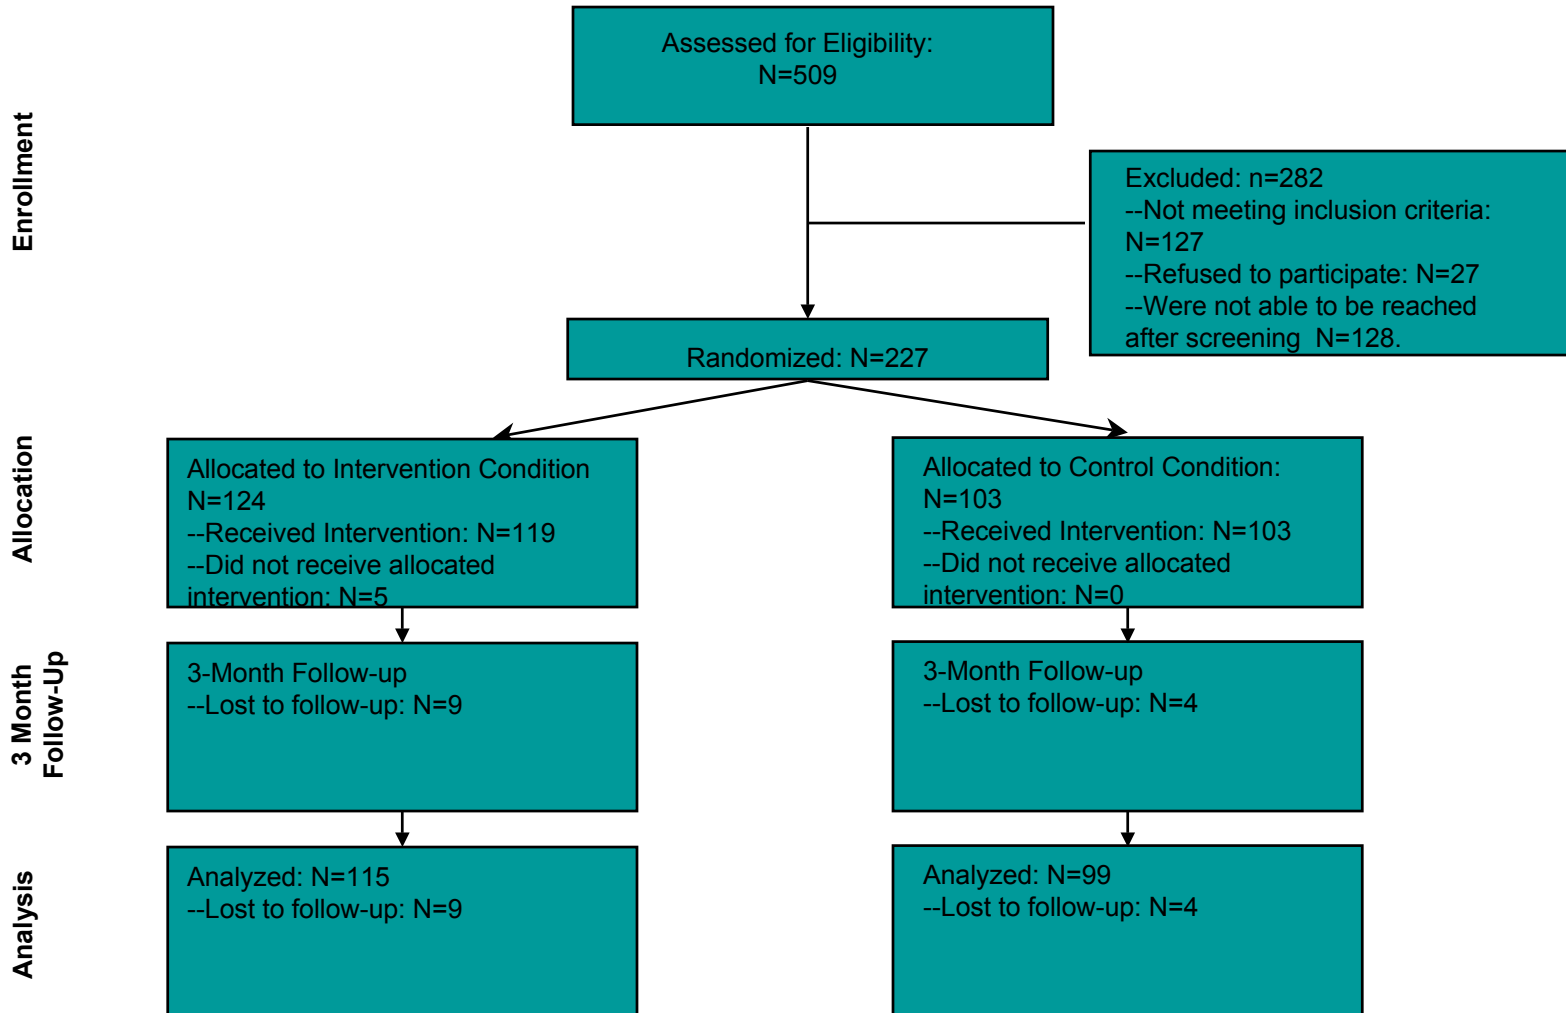 Enrollment
Assessed for Eligibility:
N=509
Excluded: n=282
--Not meeting inclusion criteria:
N=127
--Refused to participate: N=27
--Were not able to be reached
after screening  N=128.
Randomized: N=227
Allocation
Allocated to Intervention Condition
N=124
--Received Intervention: N=119
--Did not receive allocated
intervention: N=5
Allocated to Control Condition:
N=103
--Received Intervention: N=103
--Did not receive allocated
intervention: N=0
3 Month
Follow-Up
3-Month Follow-up
--Lost to follow-up: N=9
3-Month Follow-up
--Lost to follow-up: N=4
Analysis
Analyzed: N=115
--Lost to follow-up: N=9
Analyzed: N=99
--Lost to follow-up: N=4